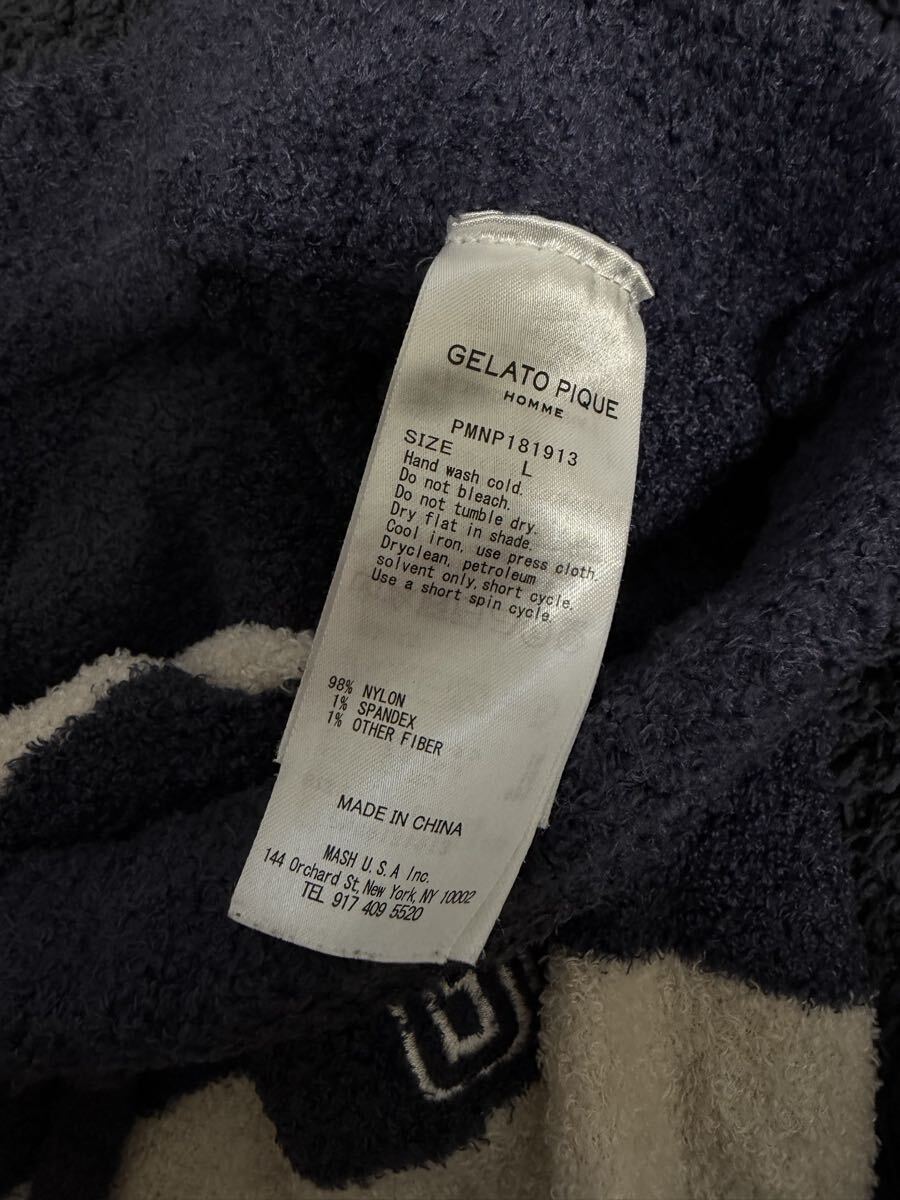 GELATO PIQUE
HOMME
PMNP181913
SIZE L
Hand wash cold.
Do not bleach.
Do not tumble dry.
Dry flat in shade.
Cool iron, use press cloth.
Dryclean, petroleum
solvent only, short cycle.
Use a short spin cycle.
98% NYLON
1% SPANDEX
1% OTHER FIBER
MADE IN CHINA
MASH U.S.A Inc.
144 Orchard St, New York, NY 10002
TEL 917 409 5520